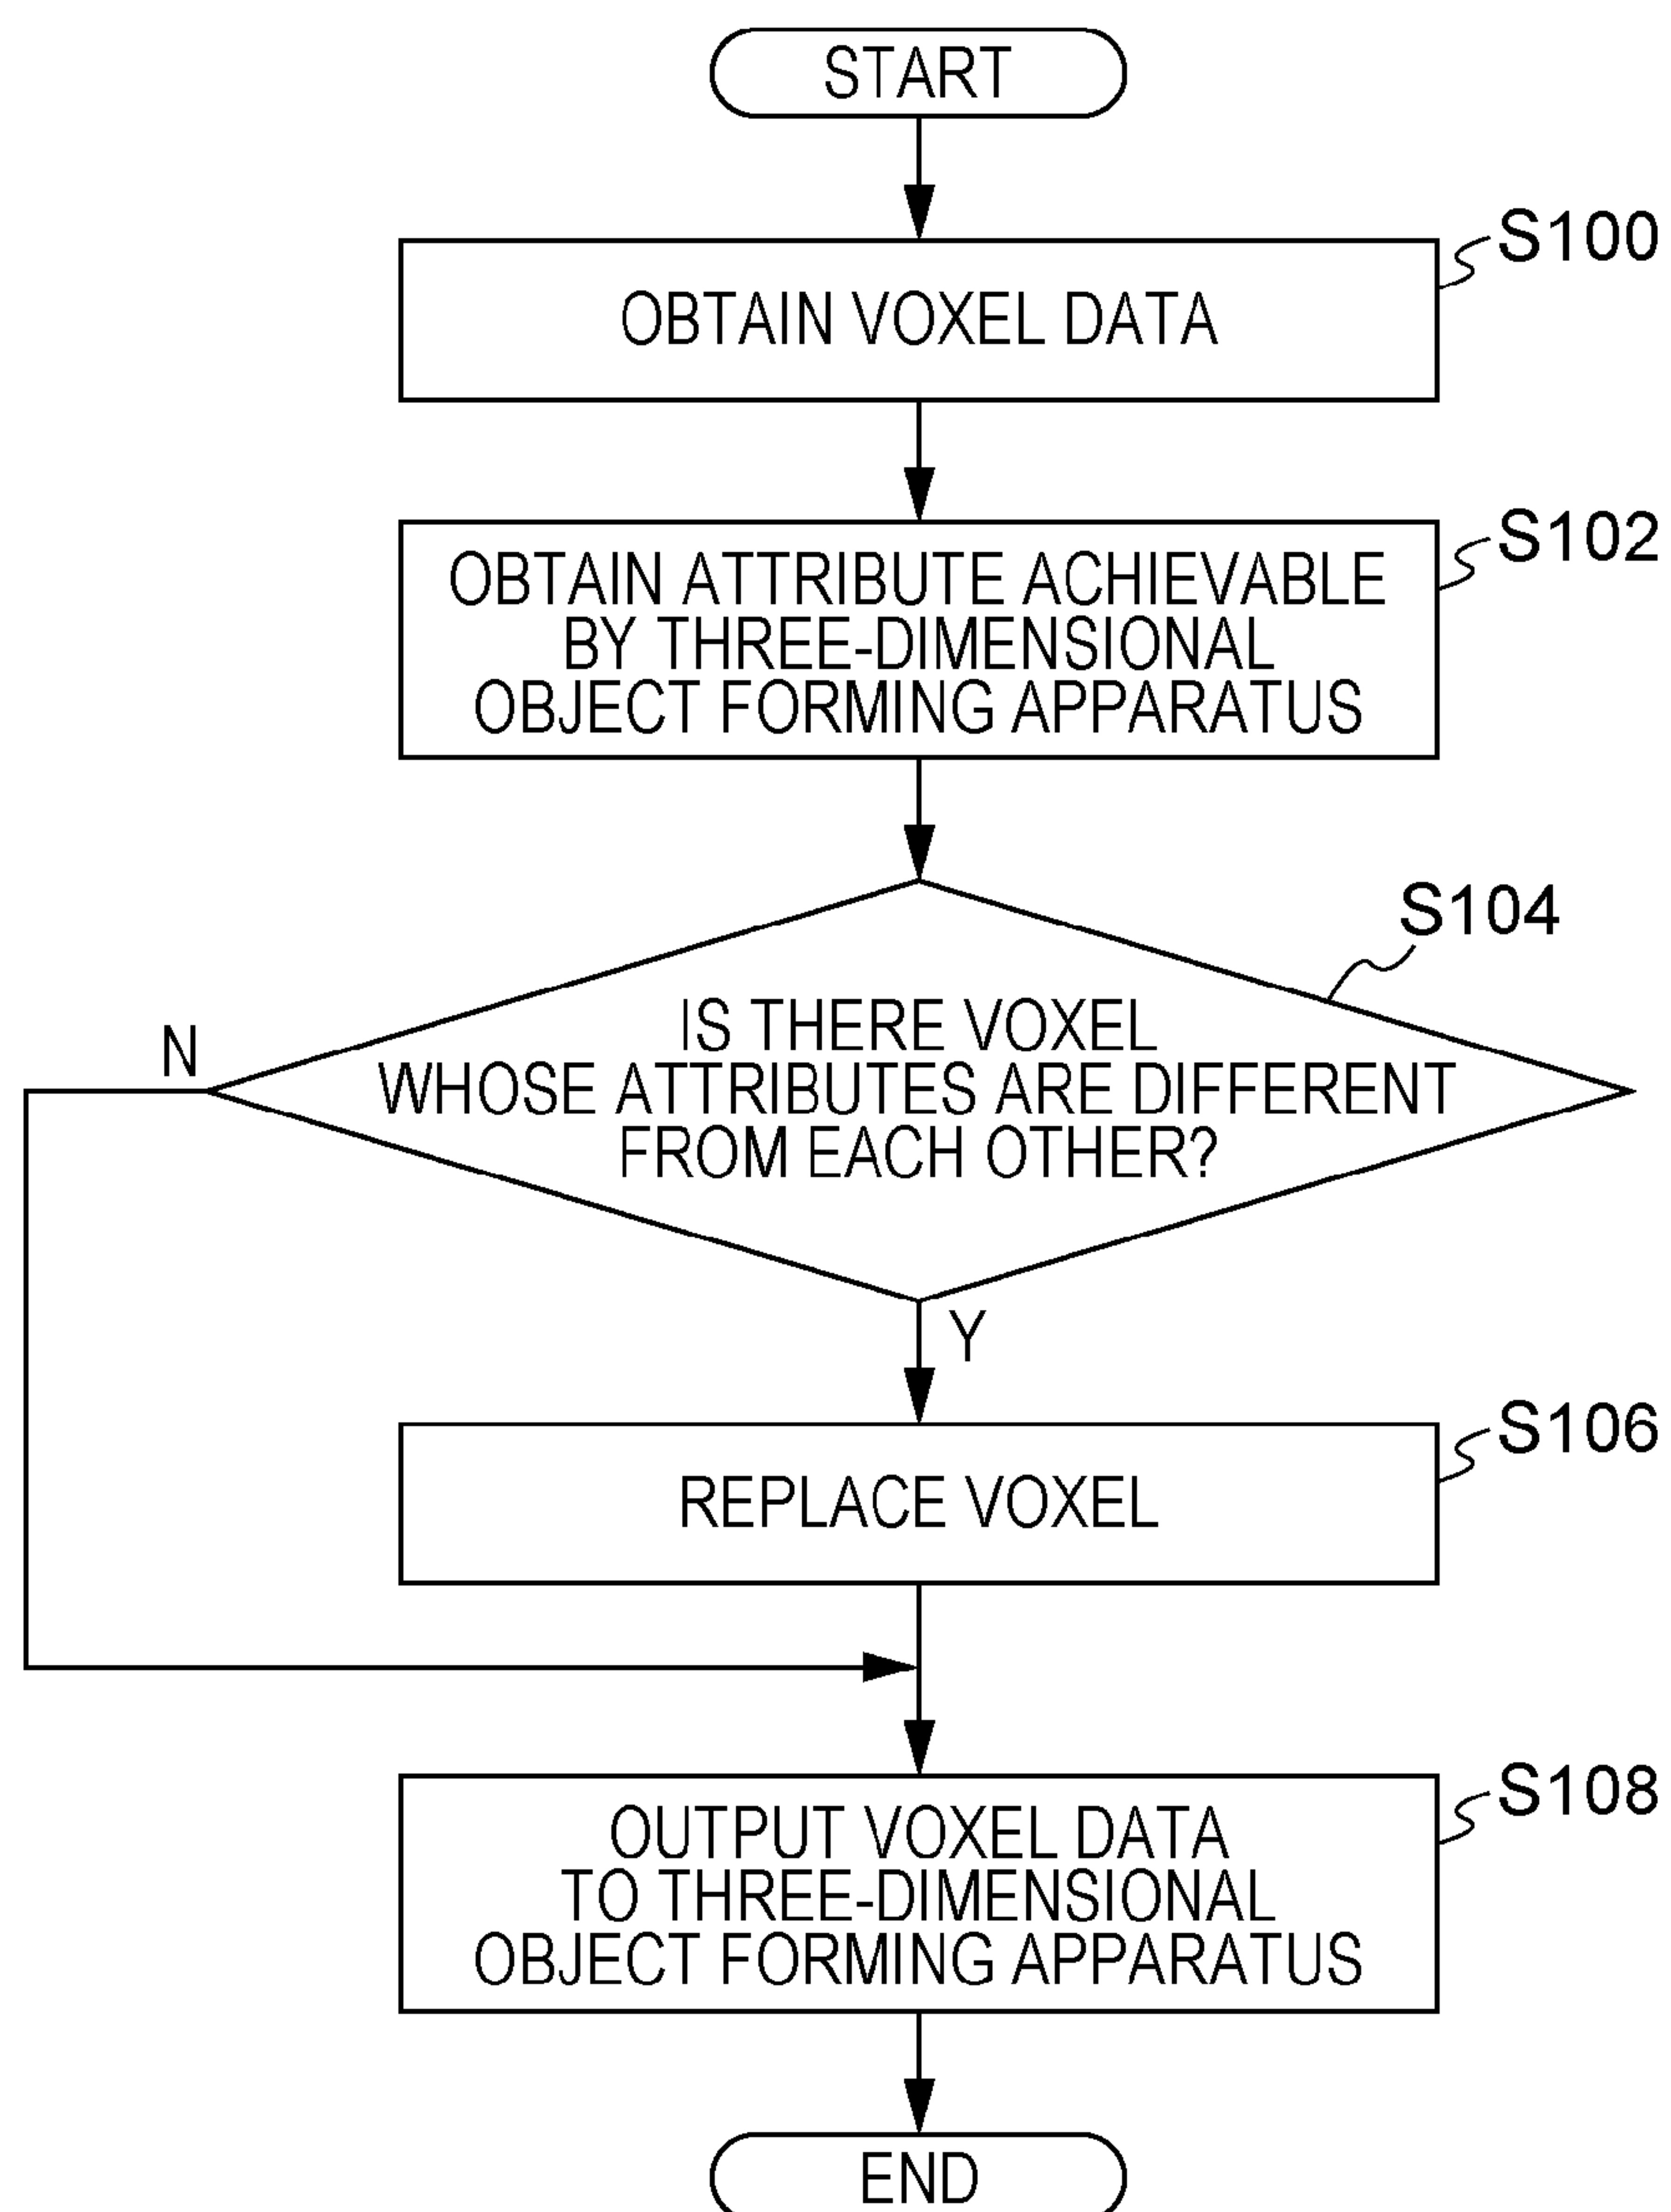 START
S100
OBTAIN VOXEL DATA
S102
OBTAIN ATTRIBUTE ACHIEVABLE
BY THREE-DIMENSIONAL
OBJECT FORMING APPARATUS
S104
IS THERE VOXEL
WHOSE ATTRIBUTES ARE DIFFERENT
FROM EACH OTHER?
N
Y
S106
REPLACE VOXEL
S108
OUTPUT VOXEL DATA
TO THREE-DIMENSIONAL
OBJECT FORMING APPARATUS
END